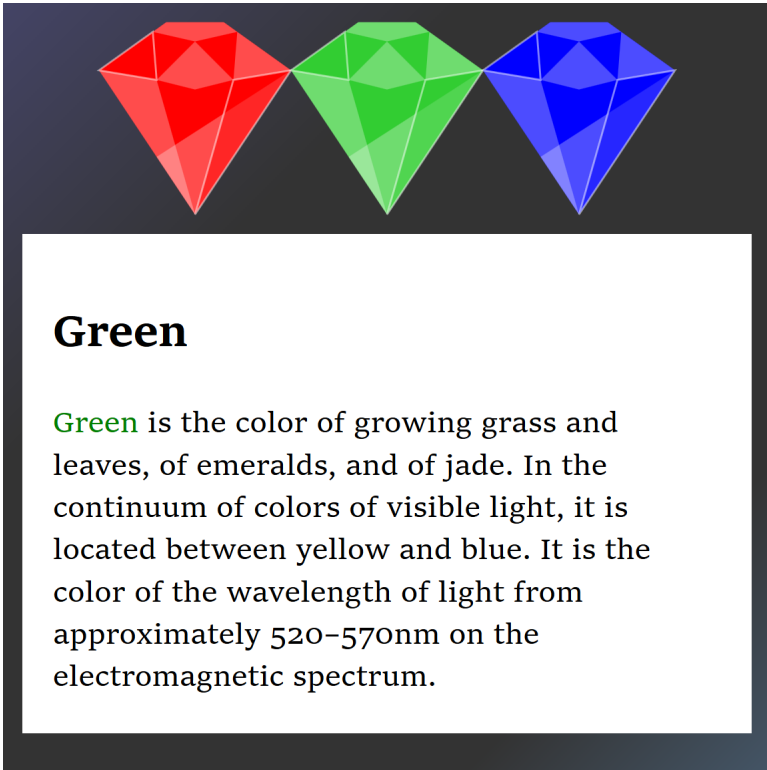 Green
Green is the color of growing grass and
leaves, of emeralds, and of jade. In the
continuum of colors of visible light, it is
located between yellow and blue. It is the
color of the wavelength of light from
approximately 520–570nm on the
electromagnetic spectrum.